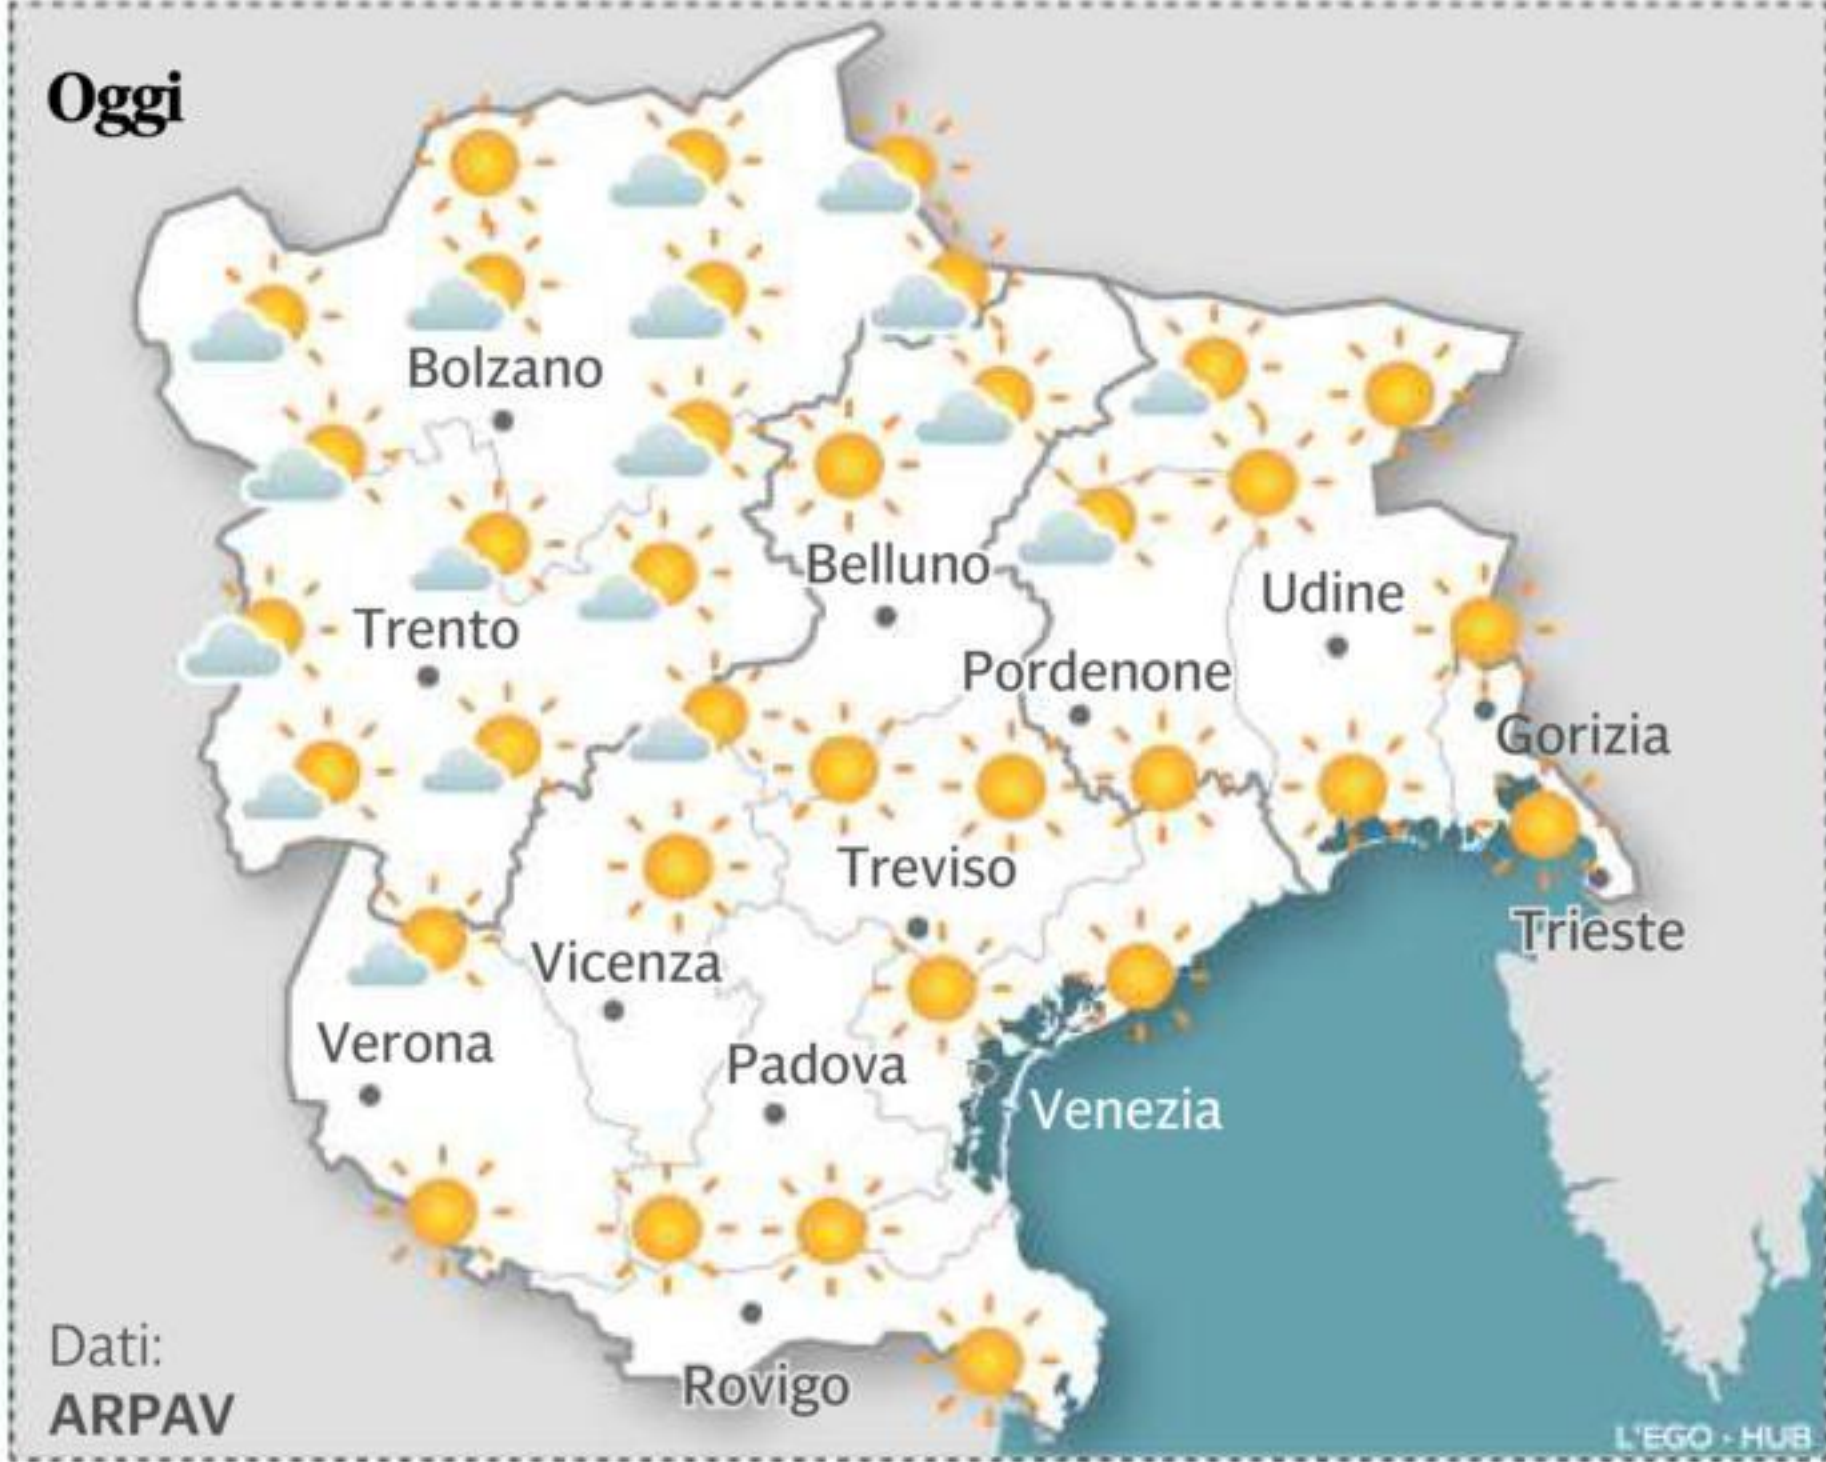 Oggi
Bolzano
Belluno
Udine
Trento
Pordenone
Gorizia
Treviso
Trieste
Vicenza
Verona
Padova
Venezia
Dati:
ARPAV
Rovigo
L'EGO - HUB